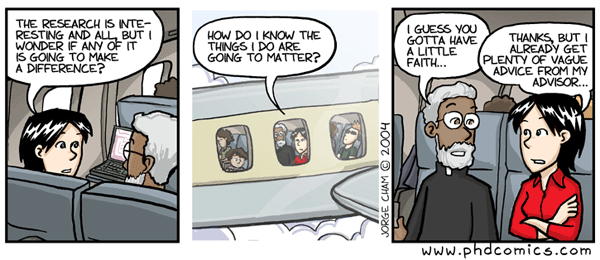 THE RESEARCH IS INTE-
RESTING AND ALL, BUT I
WONDER IF ANY OF IT
IS GOING TO MAKE
A DIFFERENCE?
HOW DO I KNOW THE
THINGS I DO ARE
GOING TO MATTER?
JORGE CHAM © 2004
I GUESS YOU
GOTTA HAVE
A LITTLE
FAITH...
THANKS, BUT I
ALREADY GET
PLENTY OF VAGUE
ADVICE FROM MY
ADVISOR...
www.phdcomics.com